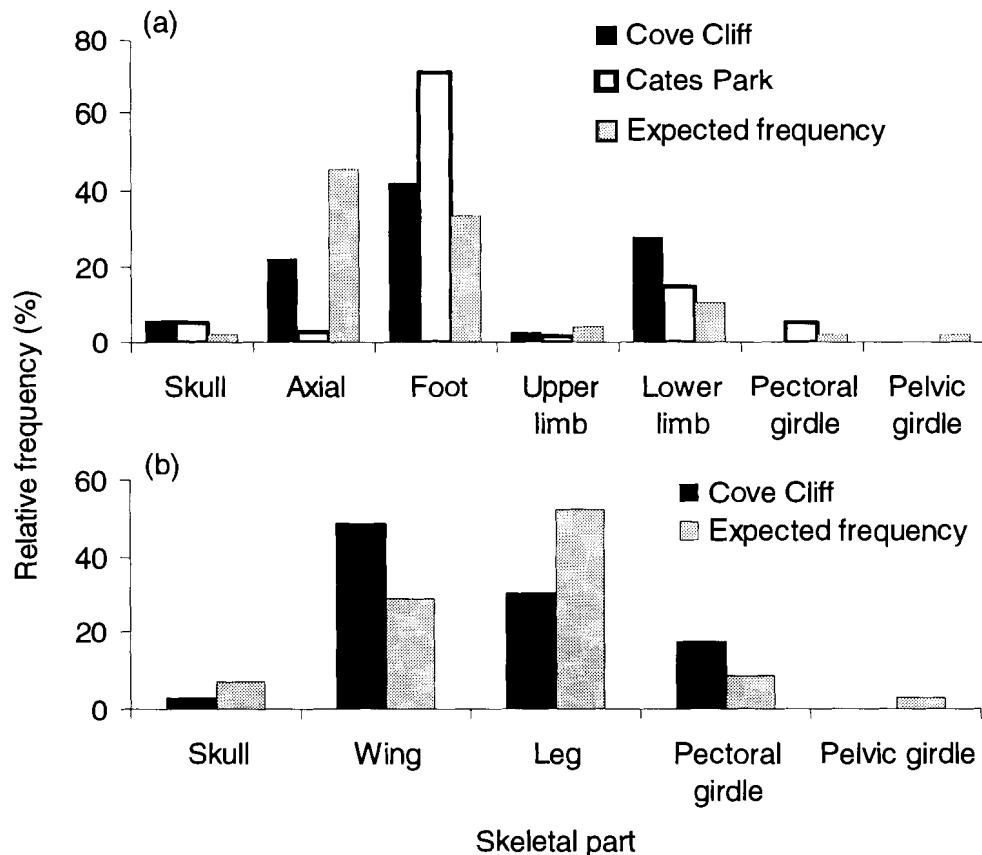 (a)
Cove Cliff
Cates Park
Expected frequency
80
60
40
20
0
Skull
Axial
Foot
Upper limb
Lower limb
Pectoral girdle
Pelvic girdle
Relative frequency (%)
(b)
Cove Cliff
Expected frequency
60
40
20
0
Skull
Wing
Leg
Pectoral girdle
Pelvic girdle
Skeletal part